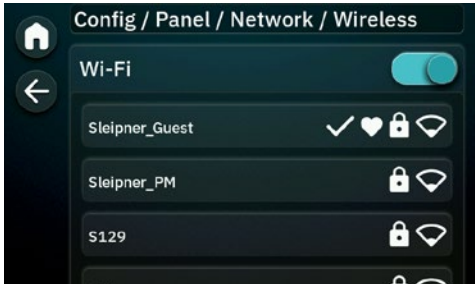 Config / Panel / Network / Wireless
Wi-Fi
Sleipner_Guest
Sleipner_PM
S129